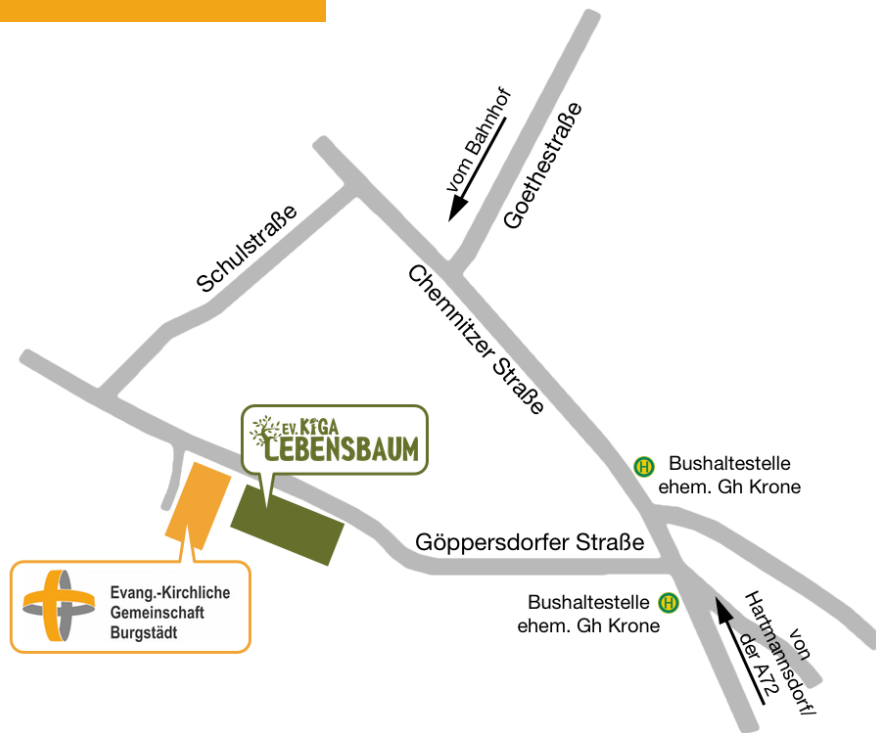 vom Bahnhof
Goethestraße
Schulstraße
Chemnitzer Straße
EV. KiGA
LEBENSBAUM
H
Bushaltestelle
ehem. Gh Krone
Göppersdorfer Straße
Evang.-Kirchliche
Gemeinschaft
Burgstädt
Bushaltestelle
ehem. Gh Krone
H
von
Hartmannsdorf/
der A72